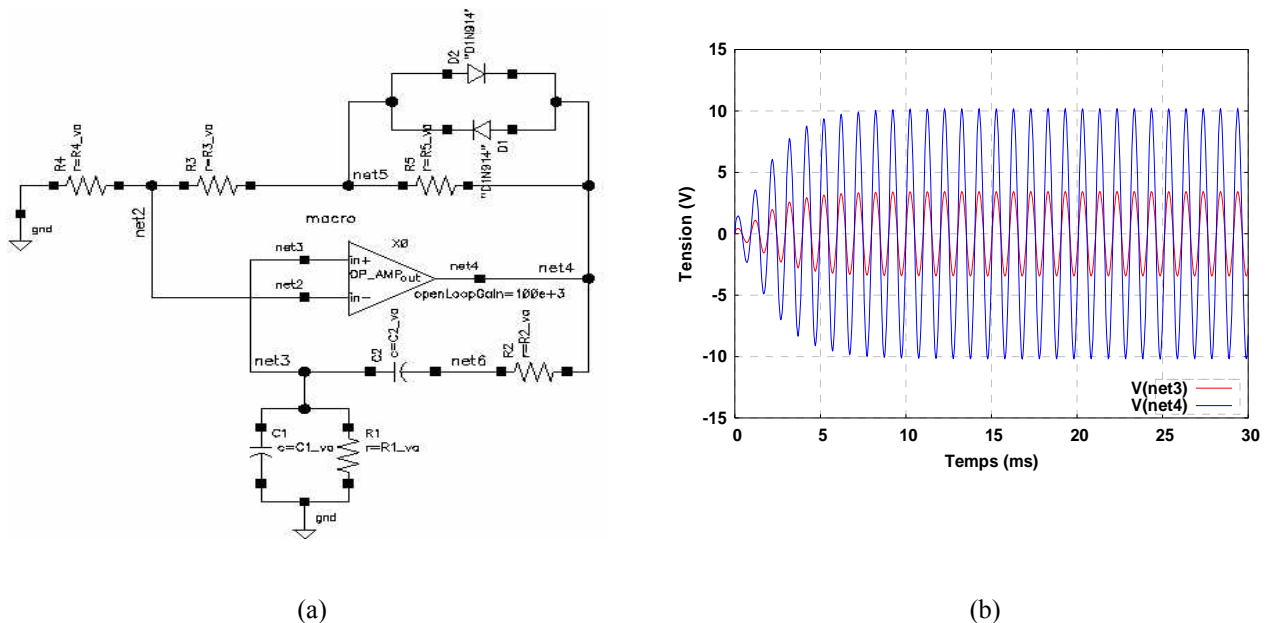 D2
"D1N914"
R4
r=R4_va
R3
r=R3_va
net5
R5
r=R5_va
"D1N914"
D1
gnd
net2
macro
X0
net3
in+
OP_AMP
out
net4
net4
net2
in-
openLoopGain=100e+3
net3
C2
c=C2_va
net6
R2
r=R2_va
C1
c=C1_va
R1
r=R1_va
gnd
(a)
15
10
5
0
-5
-10
-15
Tension (V)
V(net3)
V(net4)
0 5 10 15 20 25 30
Temps (ms)
(b)